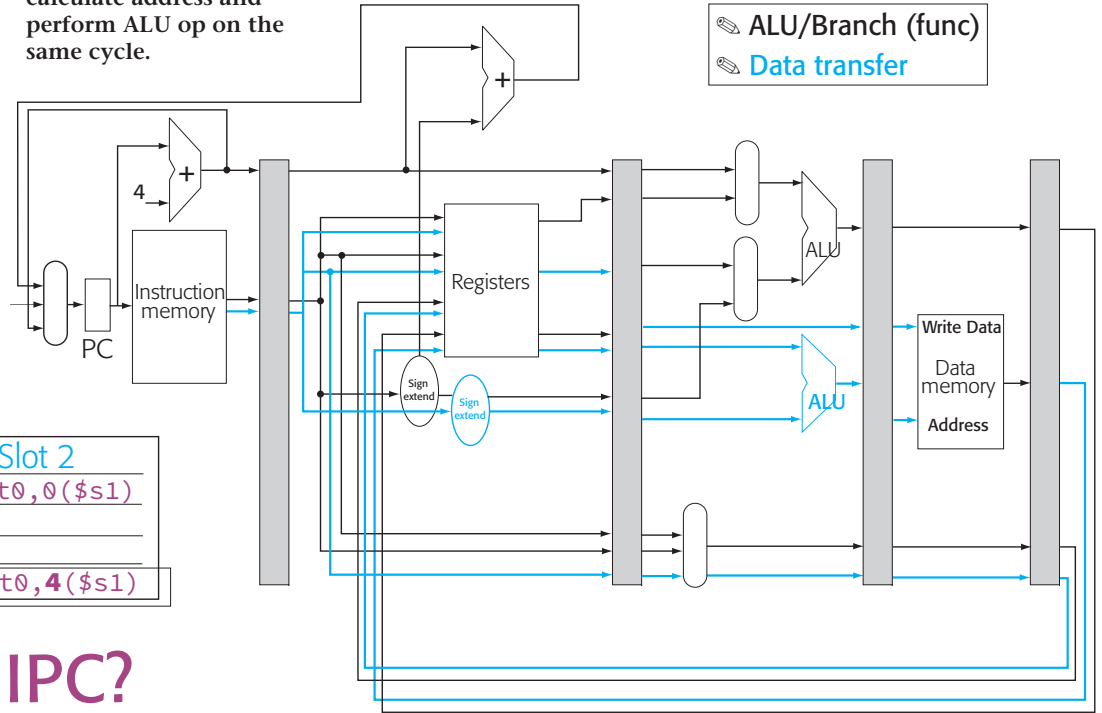 calculate address and
perform ALU op on the
same cycle.
✎ ALU/Branch (func)
✎ Data transfer
+
+
4
PC
Instruction
memory
Registers
Sign
extend
Sign
extend
ALU
ALU
Write Data
Data
memory
Address
Slot 2
t0,0($s1)
t0,4($s1)
IPC?